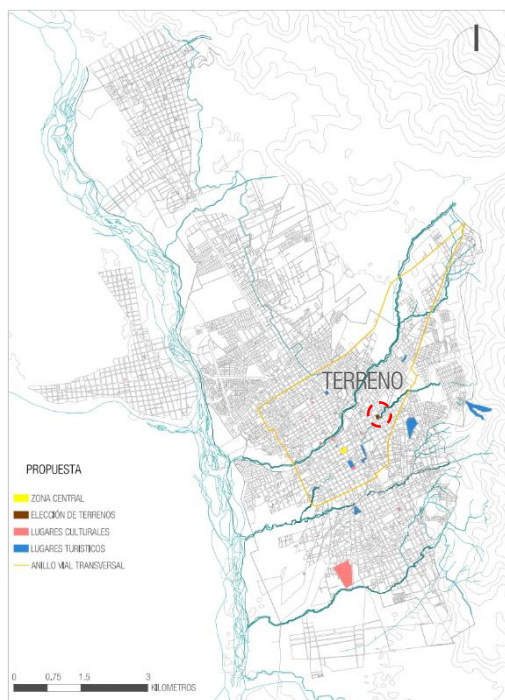 I
TERRENO
PROPUESTA
ZONA CENTRAL
ELECCIÓN DE TERRENOS
LUGARES CULTURALES
LUGARES TURISTICOS
ANILLO VIAL TRANSVERSAL
0 0,75 1.5 3
KILOMETROS